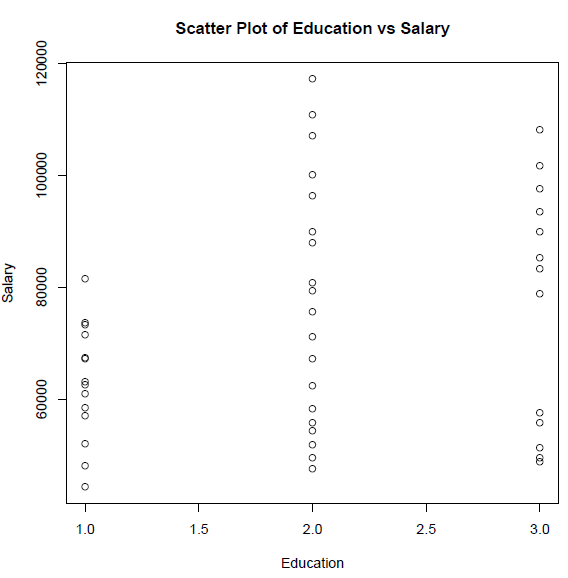 Scatter Plot of Education vs Salary
120000
100000
80000
60000
Salary
1.0 1.5 2.0 2.5 3.0
Education